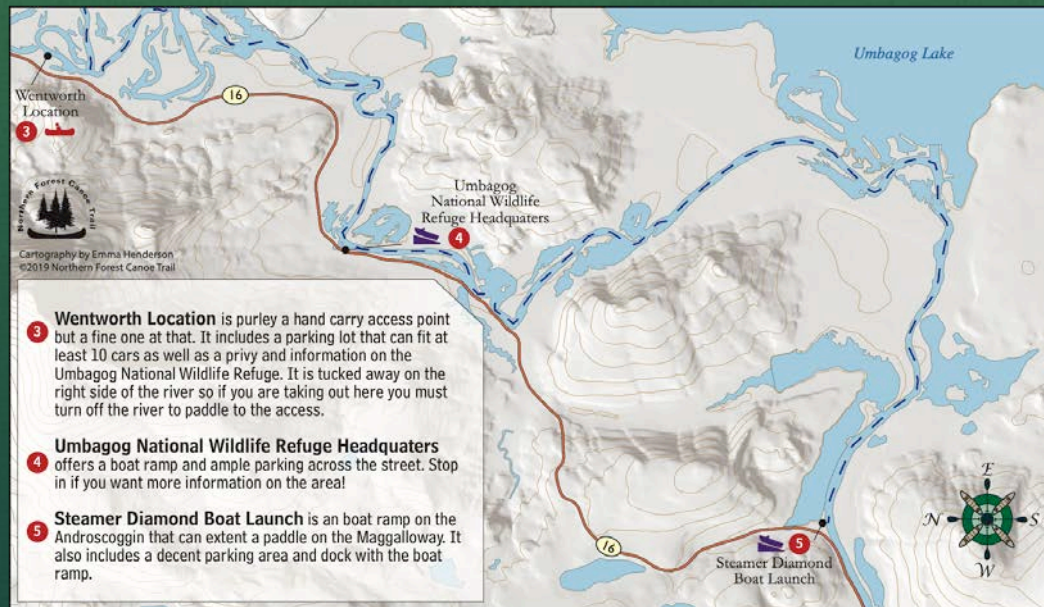 Umbagog Lake
Wentworth
Location
3
16
Northern Forest Canoe Trail
Umbagog
National Wildlife
Refuge Headquaters
4
Cartography by Emma Henderson
©2019 Northern Forest Canoe Trail
3
Wentworth Location is purley a hand carry access point
but a fine one at that. It includes a parking lot that can fit at
least 10 cars as well as a privy and information on the
Umbagog National Wildlife Refuge. It is tucked away on the
right side of the river so if you are taking out here you must
turn off the river to paddle to the access.
Umbagog National Wildlife Refuge Headquaters
4
offers a boat ramp and ample parking across the street. Stop
in if you want more information on the area!
5
Steamer Diamond Boat Launch is an boat ramp on the
Androscoggin that can extent a paddle on the Maggalloway. It
also includes a decent parking area and dock with the boat
ramp.
16
5
Steamer Diamond
Boat Launch
E
N
S
W